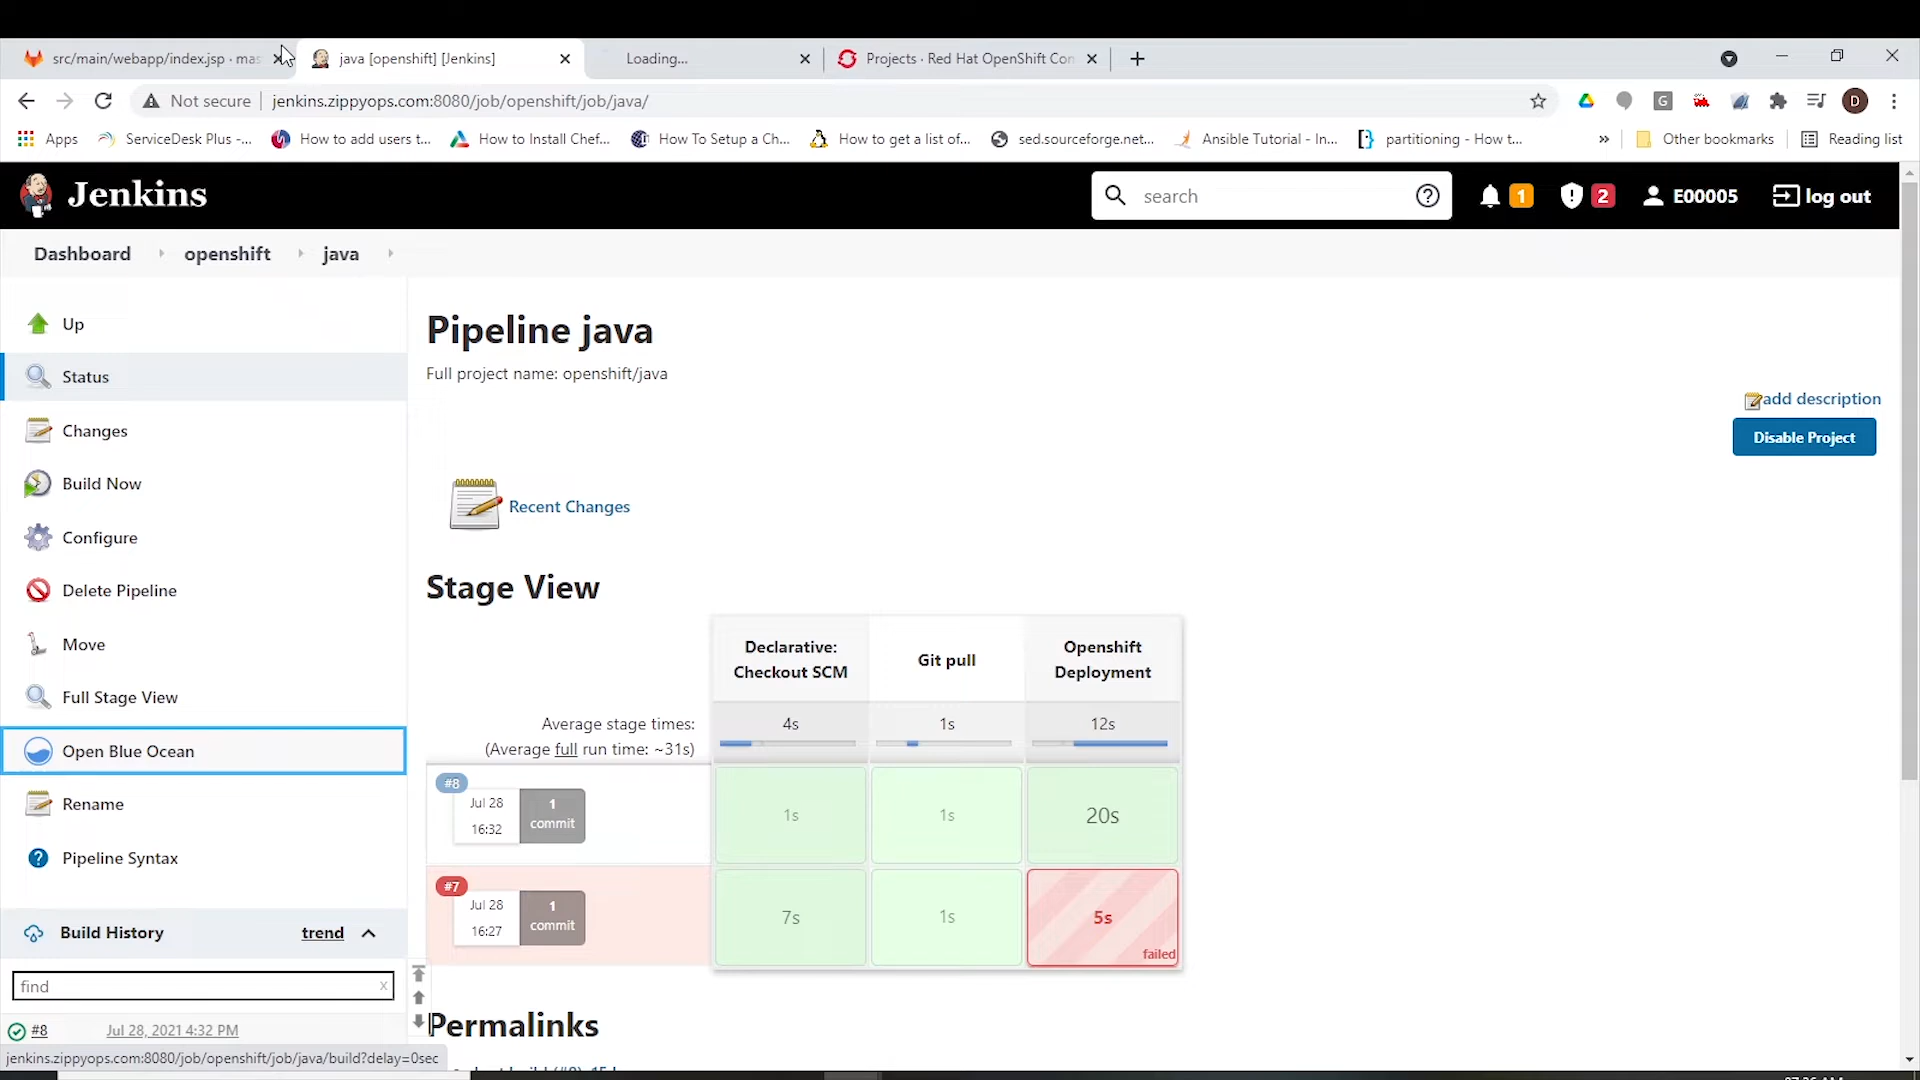 src/main/webapp/index.jsp · mas
java [openshift] [Jenkins]
Loading...
Projects · Red Hat OpenShift Con
Not secure
jenkins.zippyops.com:8080/job/openshift/job/java/
G
D
Apps
ServiceDesk Plus -...
How to add users t...
How to Install Chef...
How To Setup a Ch...
How to get a list of...
sed.sourceforge.net...
Ansible Tutorial - In...
partitioning - How t...
»
Other bookmarks
Reading list
Jenkins
search
1
2
E00005
log out
Dashboard
openshift
java
Up
Status
Changes
Build Now
Configure
Delete Pipeline
Move
Full Stage View
Open Blue Ocean
Rename
Pipeline Syntax
Build History
trend
find
x
#8
Jul 28, 2021 4:32 PM
jenkins.zippyops.com:8080/job/openshift/job/java/build?delay=0sec
Pipeline java
Full project name: openshift/java
add description
Disable Project
Recent Changes
Stage View
Declarative:
Checkout SCM
Git pull
Openshift
Deployment
Average stage times:
(Average full run time: ~31s)
4s
1s
12s
#8
Jul 28
16:32
1
commit
1s
1s
20s
#7
Jul 28
16:27
1
commit
7s
1s
5s
failed
Permalinks